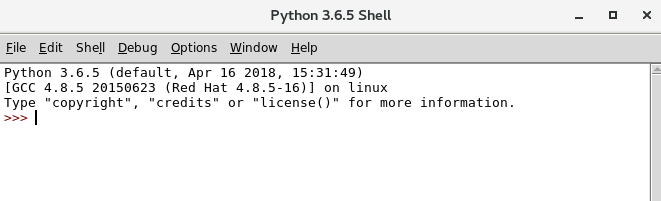 Python 3.6.5 Shell
File Edit Shell Debug Options Window Help
Python 3.6.5 (default, Apr 16 2018, 15:31:49)
[GCC 4.8.5 20150623 (Red Hat 4.8.5-16)] on linux
Type "copyright", "credits" or "license()" for more information.
>>>